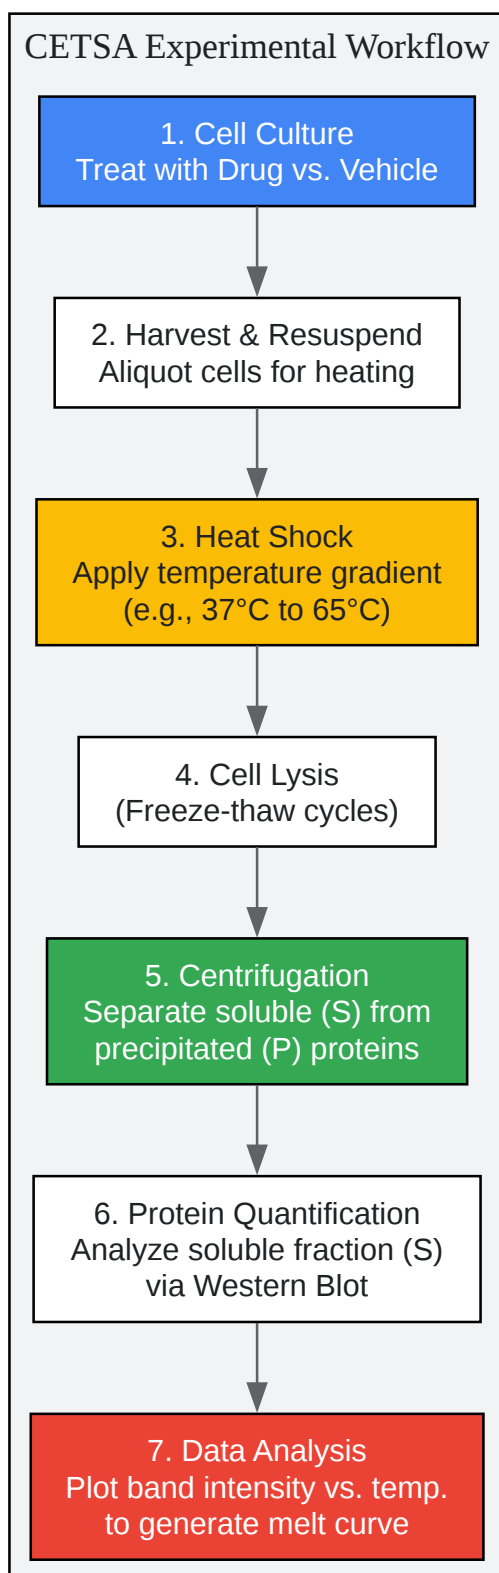 CETSA Experimental Workflow
1. Cell Culture
Treat with Drug vs. Vehicle
2. Harvest & Resuspend
Aliquot cells for heating
3. Heat Shock
Apply temperature gradient
(e.g., 37°C to 65°C)
4. Cell Lysis
(Freeze-thaw cycles)
5. Centrifugation
Separate soluble (S) from
precipitated (P) proteins
6. Protein Quantification
Analyze soluble fraction (S)
via Western Blot
7. Data Analysis
Plot band intensity vs. temp.
to generate melt curve